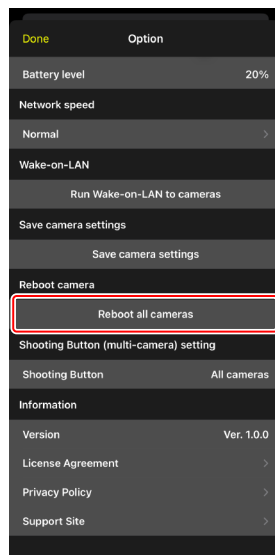 Done Option
Battery level 20%
Network speed
Normal
Wake-on-LAN
Run Wake-on-LAN to cameras
Save camera settings
Save camera settings
Reboot camera
Reboot all cameras
Shooting Button (multi-camera) setting
Shooting Button All cameras
Information
Version Ver. 1.0.0
License Agreement
Privacy Policy
Support Site